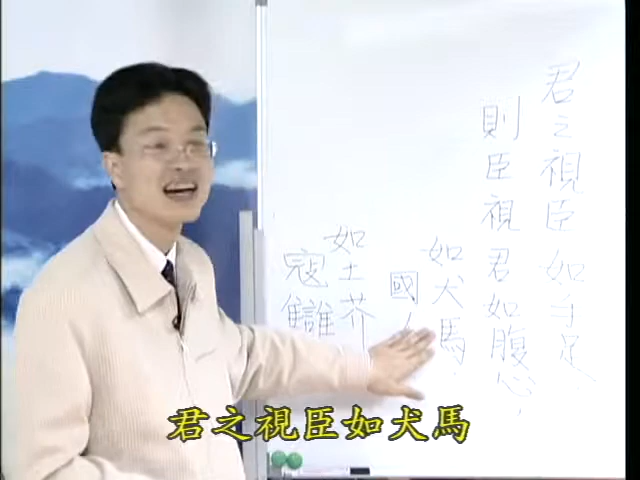 君之視臣如手足
則臣視君如腹心
如犬馬
國人
如土芥
寇讎
君之視臣如犬馬